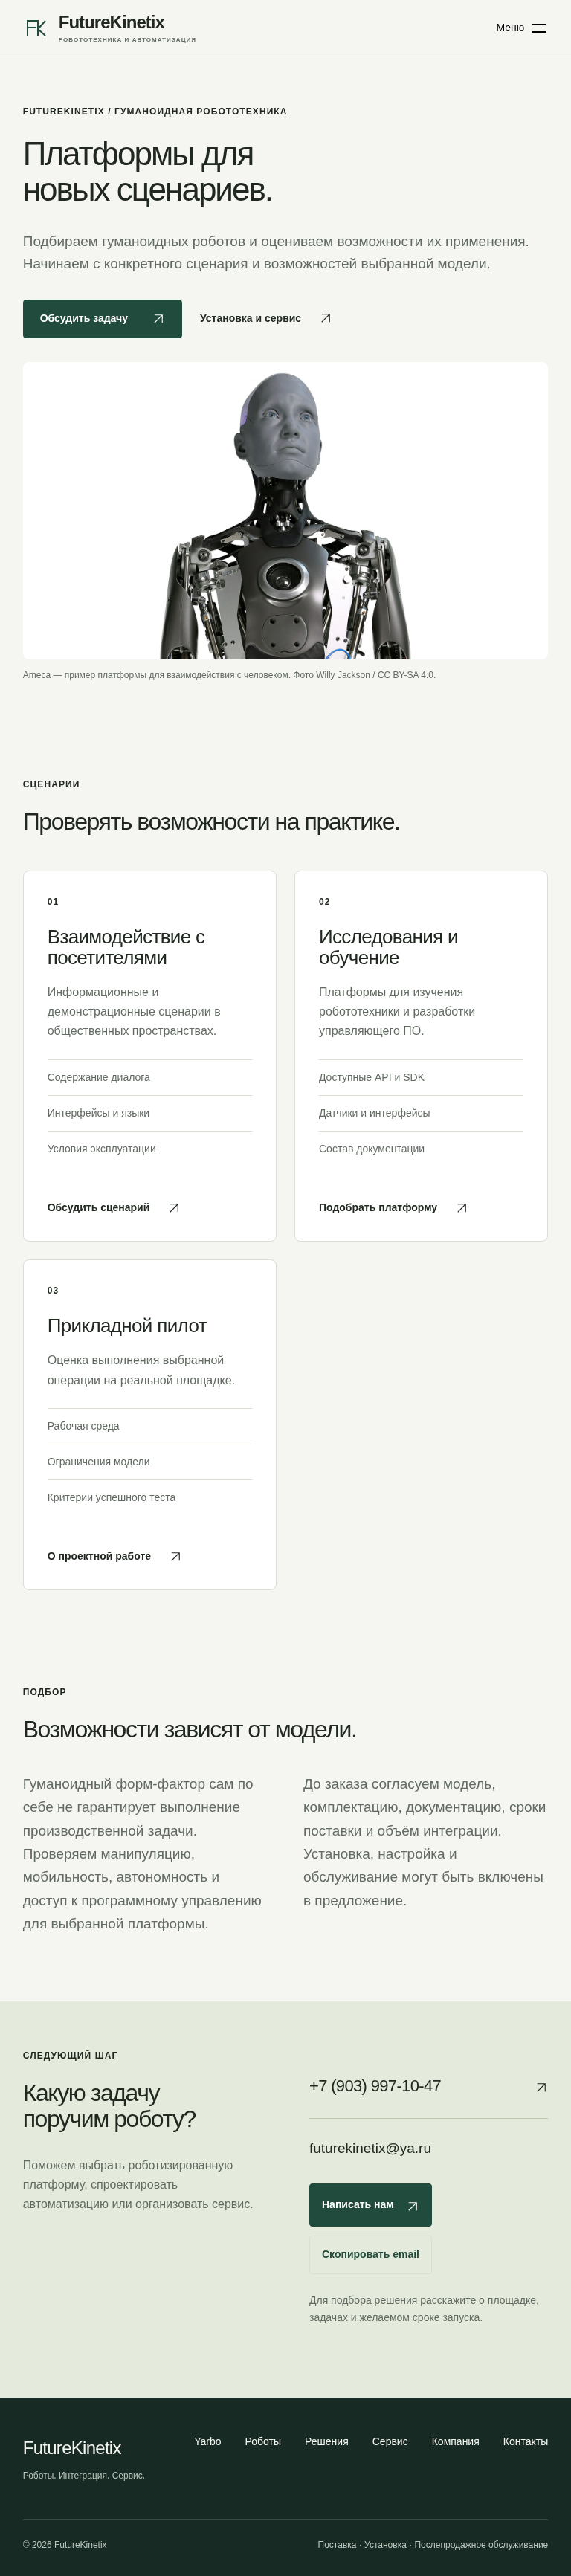 FutureKinetix
РОБОТОТЕХНИКА И АВТОМАТИЗАЦИЯ
Меню
FUTUREKINETIX / ГУМАНОИДНАЯ РОБОТОТЕХНИКА
Платформы для
новых сценариев.
Подбираем гуманоидных роботов и оцениваем возможности их применения.
Начинаем с конкретного сценария и возможностей выбранной модели.
Обсудить задачу
Установка и сервис
Ameca — пример платформы для взаимодействия с человеком. Фото Willy Jackson / CC BY-SA 4.0.
СЦЕНАРИИ
Проверять возможности на практике.
01
Взаимодействие с
посетителями
Информационные и
демонстрационные сценарии в
общественных пространствах.
Содержание диалога
Интерфейсы и языки
Условия эксплуатации
Обсудить сценарий
02
Исследования и
обучение
Платформы для изучения
робототехники и разработки
управляющего ПО.
Доступные API и SDK
Датчики и интерфейсы
Состав документации
Подобрать платформу
03
Прикладной пилот
Оценка выполнения выбранной
операции на реальной площадке.
Рабочая среда
Ограничения модели
Критерии успешного теста
О проектной работе
ПОДБОР
Возможности зависят от модели.
Гуманоидный форм-фактор сам по
себе не гарантирует выполнение
производственной задачи.
Проверяем манипуляцию,
мобильность, автономность и
доступ к программному управлению
для выбранной платформы.
До заказа согласуем модель,
комплектацию, документацию, сроки
поставки и объём интеграции.
Установка, настройка и
обслуживание могут быть включены
в предложение.
СЛЕДУЮЩИЙ ШАГ
Какую задачу
поручим роботу?
Поможем выбрать роботизированную
платформу, спроектировать
автоматизацию или организовать сервис.
+7 (903) 997-10-47
futurekinetix@ya.ru
Написать нам
Скопировать email
Для подбора решения расскажите о площадке,
задачах и желаемом сроке запуска.
FutureKinetix
Роботы. Интеграция. Сервис.
Yarbo Роботы Решения Сервис Компания Контакты
© 2026 FutureKinetix
Поставка · Установка · Послепродажное обслуживание